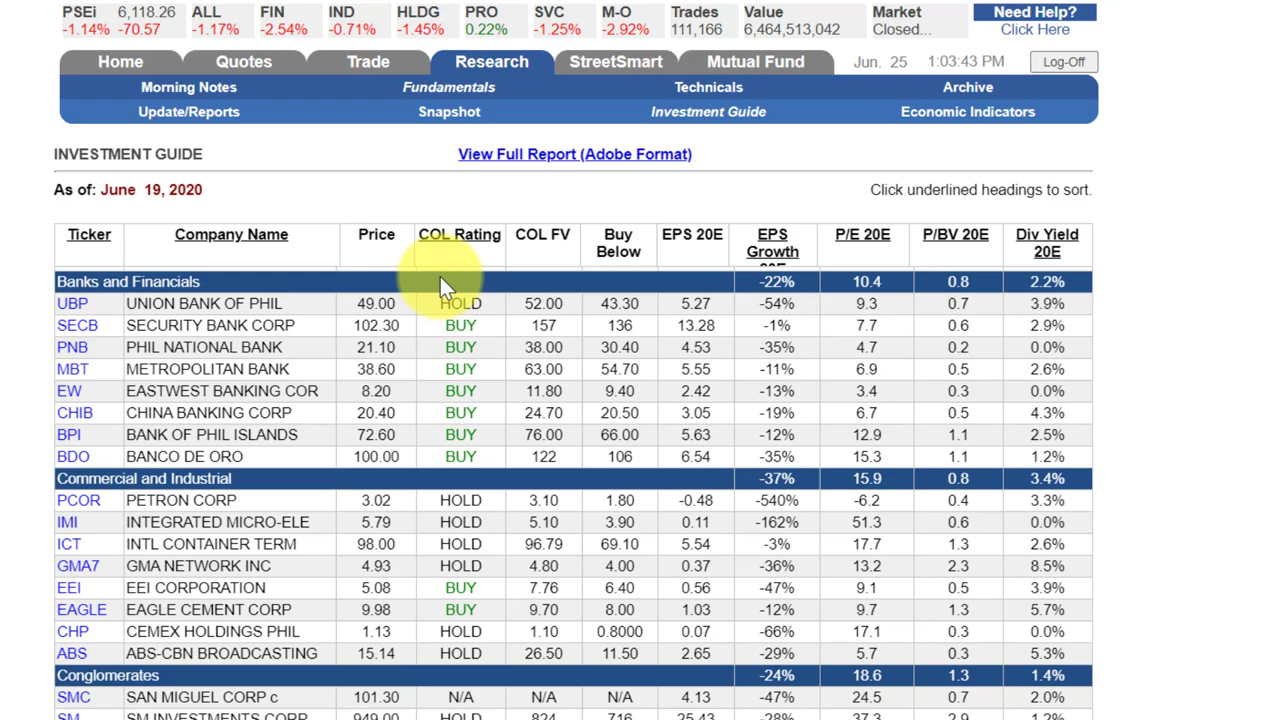 PSEi 6,118.26 ALL FIN IND HLDG PRO SVC M-O Trades Value Market Need Help?
-1.14% -70.57 -1.17% -2.54% -0.71% -1.45% 0.22% -1.25% -2.92% 111,166 6,464,513,042 Closed... Click Here
Home Quotes Trade Research StreetSmart Mutual Fund Jun. 25 1:03:43 PM Log-Off
Morning Notes Fundamentals Technicals Archive
Update/Reports Snapshot Investment Guide Economic Indicators
INVESTMENT GUIDE View Full Report (Adobe Format)
As of: June 19, 2020 Click underlined headings to sort.
Ticker Company Name Price COL Rating COL FV Buy EPS 20E EPS P/E 20E P/BV 20E Div Yield
Below Growth 20E
20E
Banks and Financials -22% 10.4 0.8 2.2%
UBP UNION BANK OF PHIL 49.00 HOLD 52.00 43.30 5.27 -54% 9.3 0.7 3.9%
SECB SECURITY BANK CORP 102.30 BUY 157 136 13.28 -1% 7.7 0.6 2.9%
PNB PHIL NATIONAL BANK 21.10 BUY 38.00 30.40 4.53 -35% 4.7 0.2 0.0%
MBT METROPOLITAN BANK 38.60 BUY 63.00 54.70 5.55 -11% 6.9 0.5 2.6%
EW EASTWEST BANKING COR 8.20 BUY 11.80 9.40 2.42 -13% 3.4 0.3 0.0%
CHIB CHINA BANKING CORP 20.40 BUY 24.70 20.50 3.05 -19% 6.7 0.5 4.3%
BPI BANK OF PHIL ISLANDS 72.60 BUY 76.00 66.00 5.63 -12% 12.9 1.1 2.5%
BDO BANCO DE ORO 100.00 BUY 122 106 6.54 -35% 15.3 1.1 1.2%
Commercial and Industrial -37% 15.9 0.8 3.4%
PCOR PETRON CORP 3.02 HOLD 3.10 1.80 -0.48 -540% -6.2 0.4 3.3%
IMI INTEGRATED MICRO-ELE 5.79 HOLD 5.10 3.90 0.11 -162% 51.3 0.6 0.0%
ICT INTL CONTAINER TERM 98.00 HOLD 96.79 69.10 5.54 -3% 17.7 1.3 2.6%
GMA7 GMA NETWORK INC 4.93 HOLD 4.80 4.00 0.37 -36% 13.2 2.3 8.5%
EEI EEI CORPORATION 5.08 BUY 7.76 6.40 0.56 -47% 9.1 0.5 3.9%
EAGLE EAGLE CEMENT CORP 9.98 BUY 9.70 8.00 1.03 -12% 9.7 1.3 5.7%
CHP CEMEX HOLDINGS PHIL 1.13 HOLD 1.10 0.8000 0.07 -66% 17.1 0.3 0.0%
ABS ABS-CBN BROADCASTING 15.14 HOLD 26.50 11.50 2.65 -29% 5.7 0.3 5.3%
Conglomerates -24% 18.6 1.3 1.4%
SMC SAN MIGUEL CORP c 101.30 N/A N/A N/A 4.13 -47% 24.5 0.7 2.0%
SM SM INVESTMENTS CORP 949.00 HOLD 824 716 25.43 -28% 37.3 2.9 1.2%